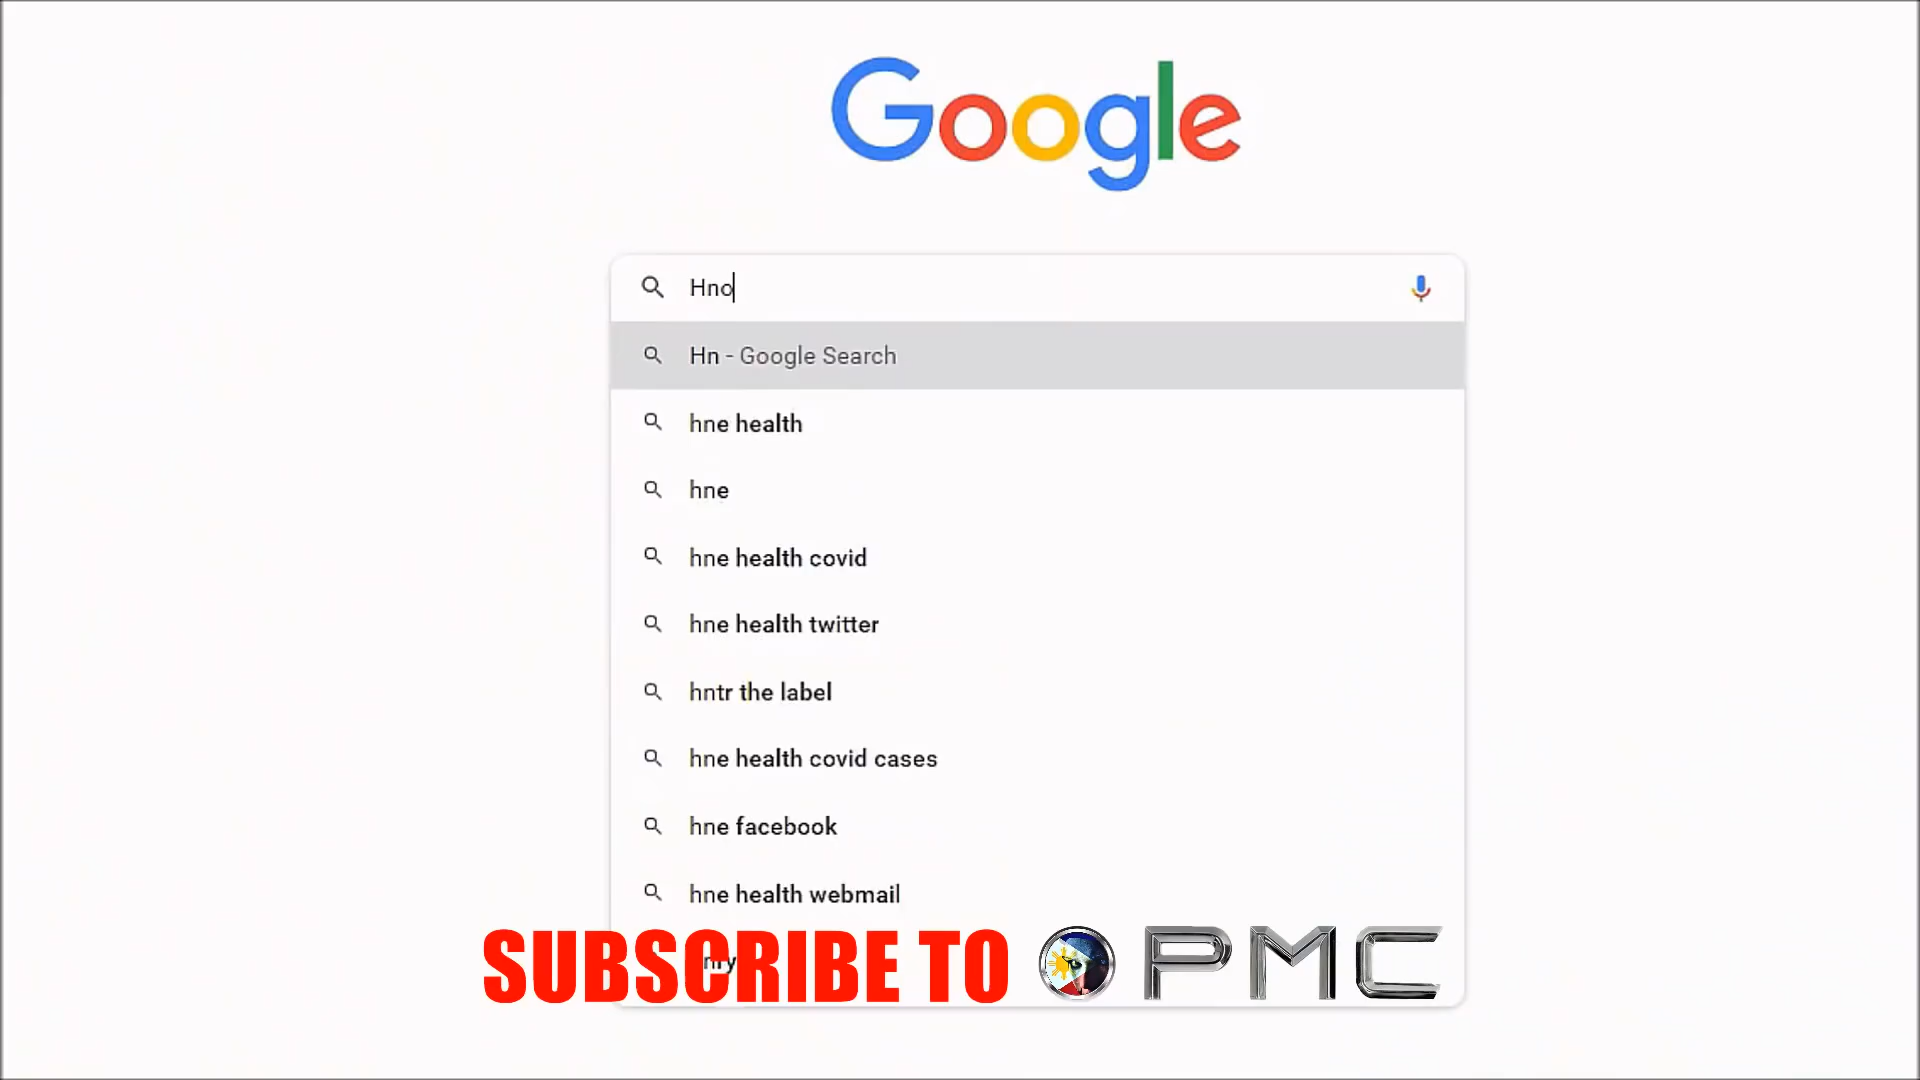 Google
Hno
Hn - Google Search
hne health
hne
hne health covid
hne health twitter
hntr the label
hne health covid cases
hne facebook
hne health webmail
SUBSCRIBE TO PMC